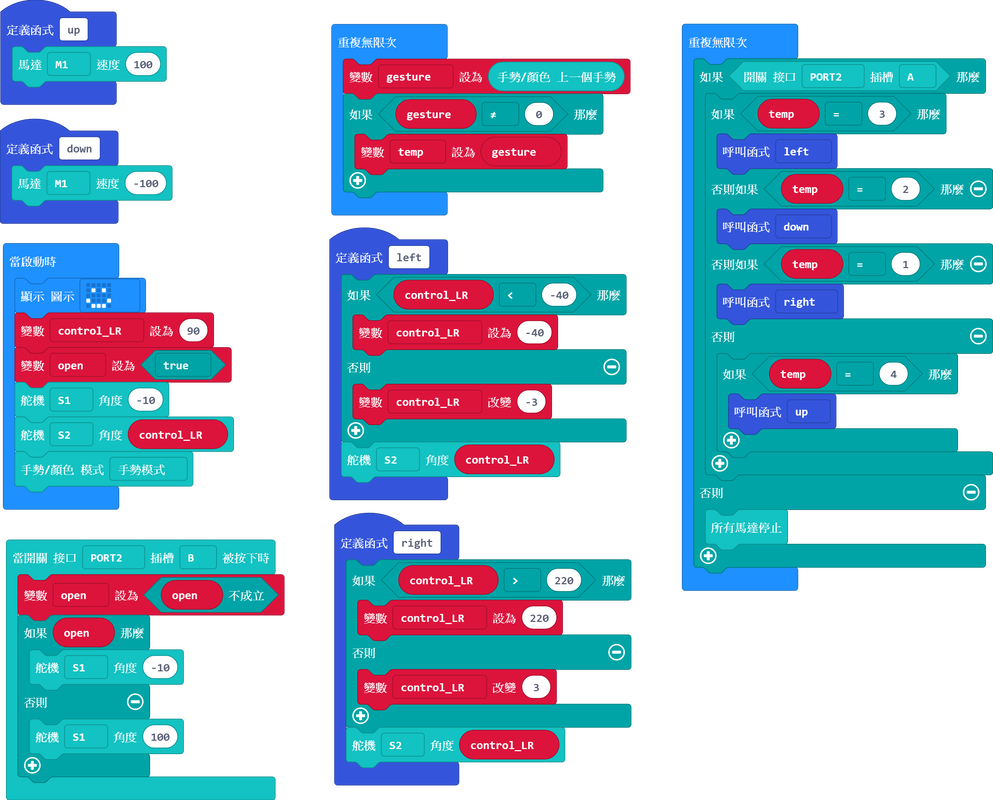 定義函式 up
馬達 M1 速度 100
定義函式 down
馬達 M1 速度 -100
當啟動時
顯示 圖示
變數 control_LR 設為 90
變數 open 設為 true
舵機 S1 角度 -10
舵機 S2 角度 control_LR
手勢/顏色 模式 手勢模式
當開關 接口 PORT2 插槽 B 被按下時
變數 open 設為 open 不成立
如果 open 那麼
舵機 S1 角度 -10
否則
舵機 S1 角度 100
重複無限次
變數 gesture 設為 手勢/顏色 上一個手勢
如果 gesture ≠ 0 那麼
變數 temp 設為 gesture
定義函式 left
如果 control_LR < -40 那麼
變數 control_LR 設為 -40
否則
變數 control_LR 改變 -3
舵機 S2 角度 control_LR
定義函式 right
如果 control_LR > 220 那麼
變數 control_LR 設為 220
否則
變數 control_LR 改變 3
舵機 S2 角度 control_LR
重複無限次
如果 開關 接口 PORT2 插槽 A 那麼
如果 temp = 3 那麼
呼叫函式 left
否則如果 temp = 2 那麼
呼叫函式 down
否則如果 temp = 1 那麼
呼叫函式 right
否則
如果 temp = 4 那麼
呼叫函式 up
否則
所有馬達停止